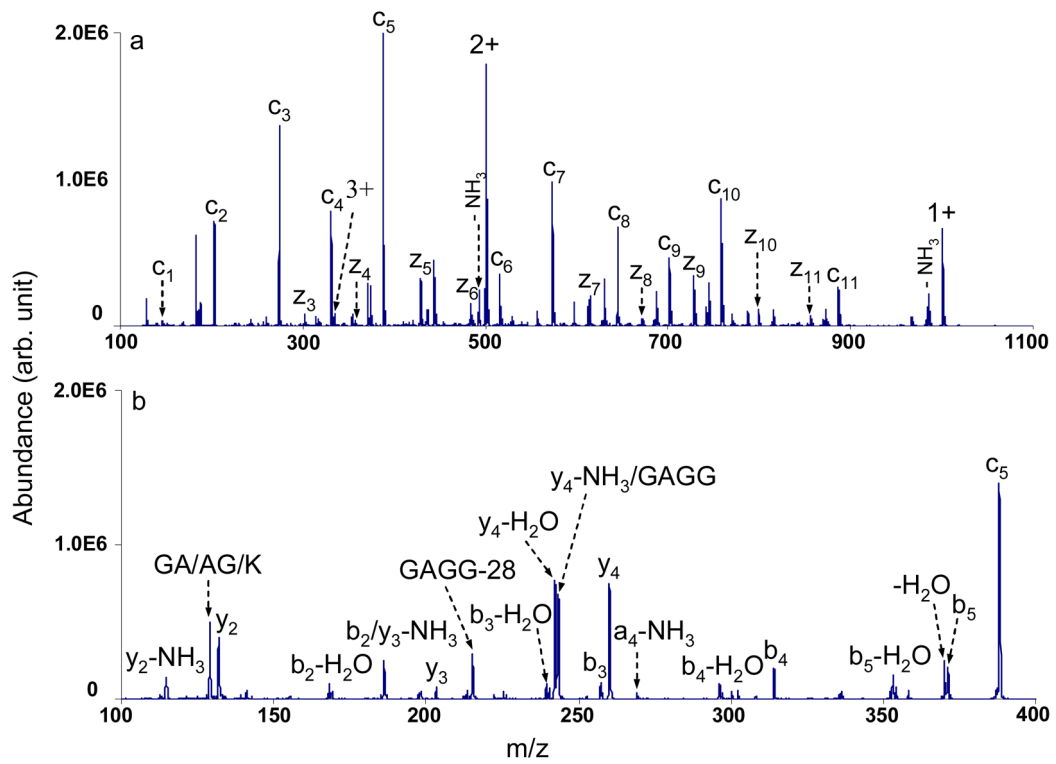 Abundance (arb. unit)
a
2.0E6
1.0E6
0
c₁
c₂
c₃
z₃
c₄
3+
z₄
c₅
z₅
z₆
NH₃
2+
c₆
c₇
z₇
c₈
z₈
c₉
z₉
c₁₀
z₁₀
z₁₁
c₁₁
NH₃
1+
100 300 500 700 900 1100
b
2.0E6
1.0E6
0
y₂-NH₃
GA/AG/K
y₂
b₂-H₂O
b₂/y₃-NH₃
y₃
GAGG-28
b₃-H₂O
y₄-H₂O
y₄-NH₃/GAGG
b₃
y₄
a₄-NH₃
b₄-H₂O
b₄
b₅-H₂O
-H₂O
b₅
c₅
100 150 200 250 300 350 400
m/z